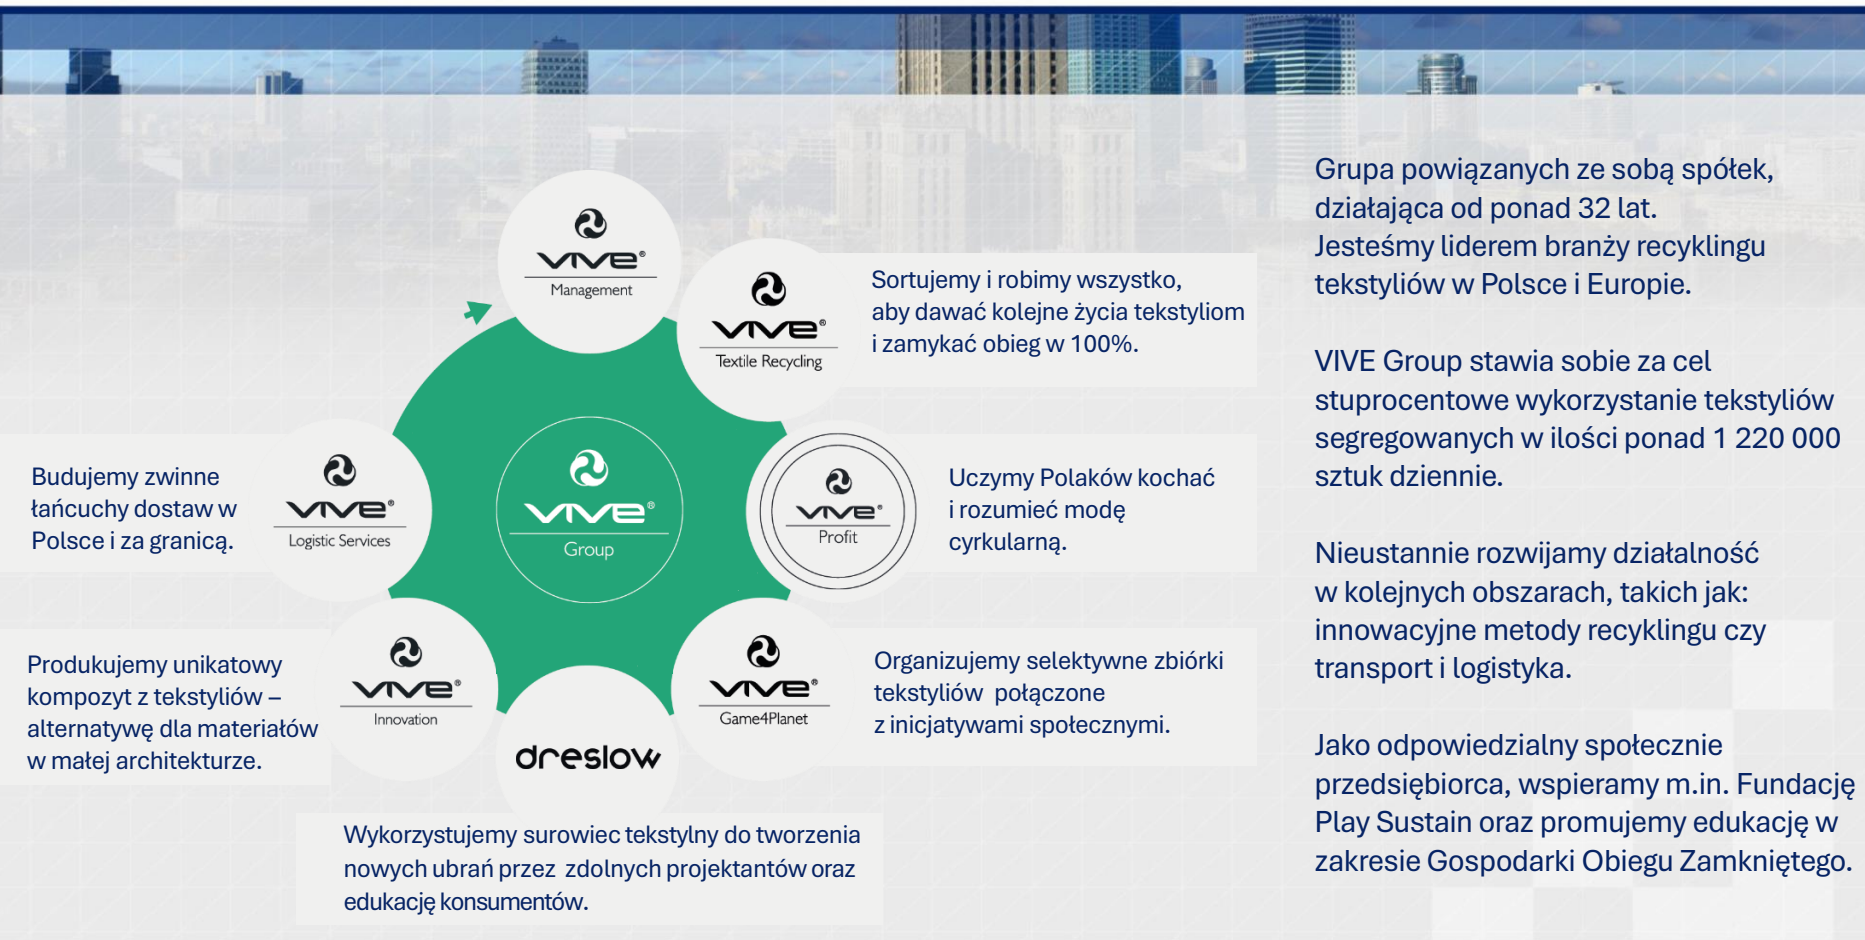 VIVE®
Management
VIVE®
Textile Recycling
Sortujemy i robimy wszystko,
aby dawać kolejne życia tekstyliom
i zamykać obieg w 100%.
VIVE®
Profit
Uczymy Polaków kochać
i rozumieć modę
cyrkularną.
VIVE®
Game4Planet
Organizujemy selektywne zbiórki
tekstyliów połączone
z inicjatywami społecznymi.
dreslow
Wykorzystujemy surowiec tekstylny do tworzenia
nowych ubrań przez zdolnych projektantów oraz
edukację konsumentów.
VIVE®
Innovation
Produkujemy unikatowy
kompozyt z tekstyliów –
alternatywę dla materiałów
w małej architekturze.
VIVE®
Logistic Services
Budujemy zwinne
łańcuchy dostaw w
Polsce i za granicą.
VIVE®
Group
Grupa powiązanych ze sobą spółek,
działająca od ponad 32 lat.
Jesteśmy liderem branży recyklingu
tekstyliów w Polsce i Europie.
VIVE Group stawia sobie za cel
stuprocentowe wykorzystanie tekstyliów
segregowanych w ilości ponad 1 220 000
sztuk dziennie.
Nieustannie rozwijamy działalność
w kolejnych obszarach, takich jak:
innowacyjne metody recyklingu czy
transport i logistyka.
Jako odpowiedzialny społecznie
przedsiębiorca, wspieramy m.in. Fundację
Play Sustain oraz promujemy edukację w
zakresie Gospodarki Obiegu Zamkniętego.